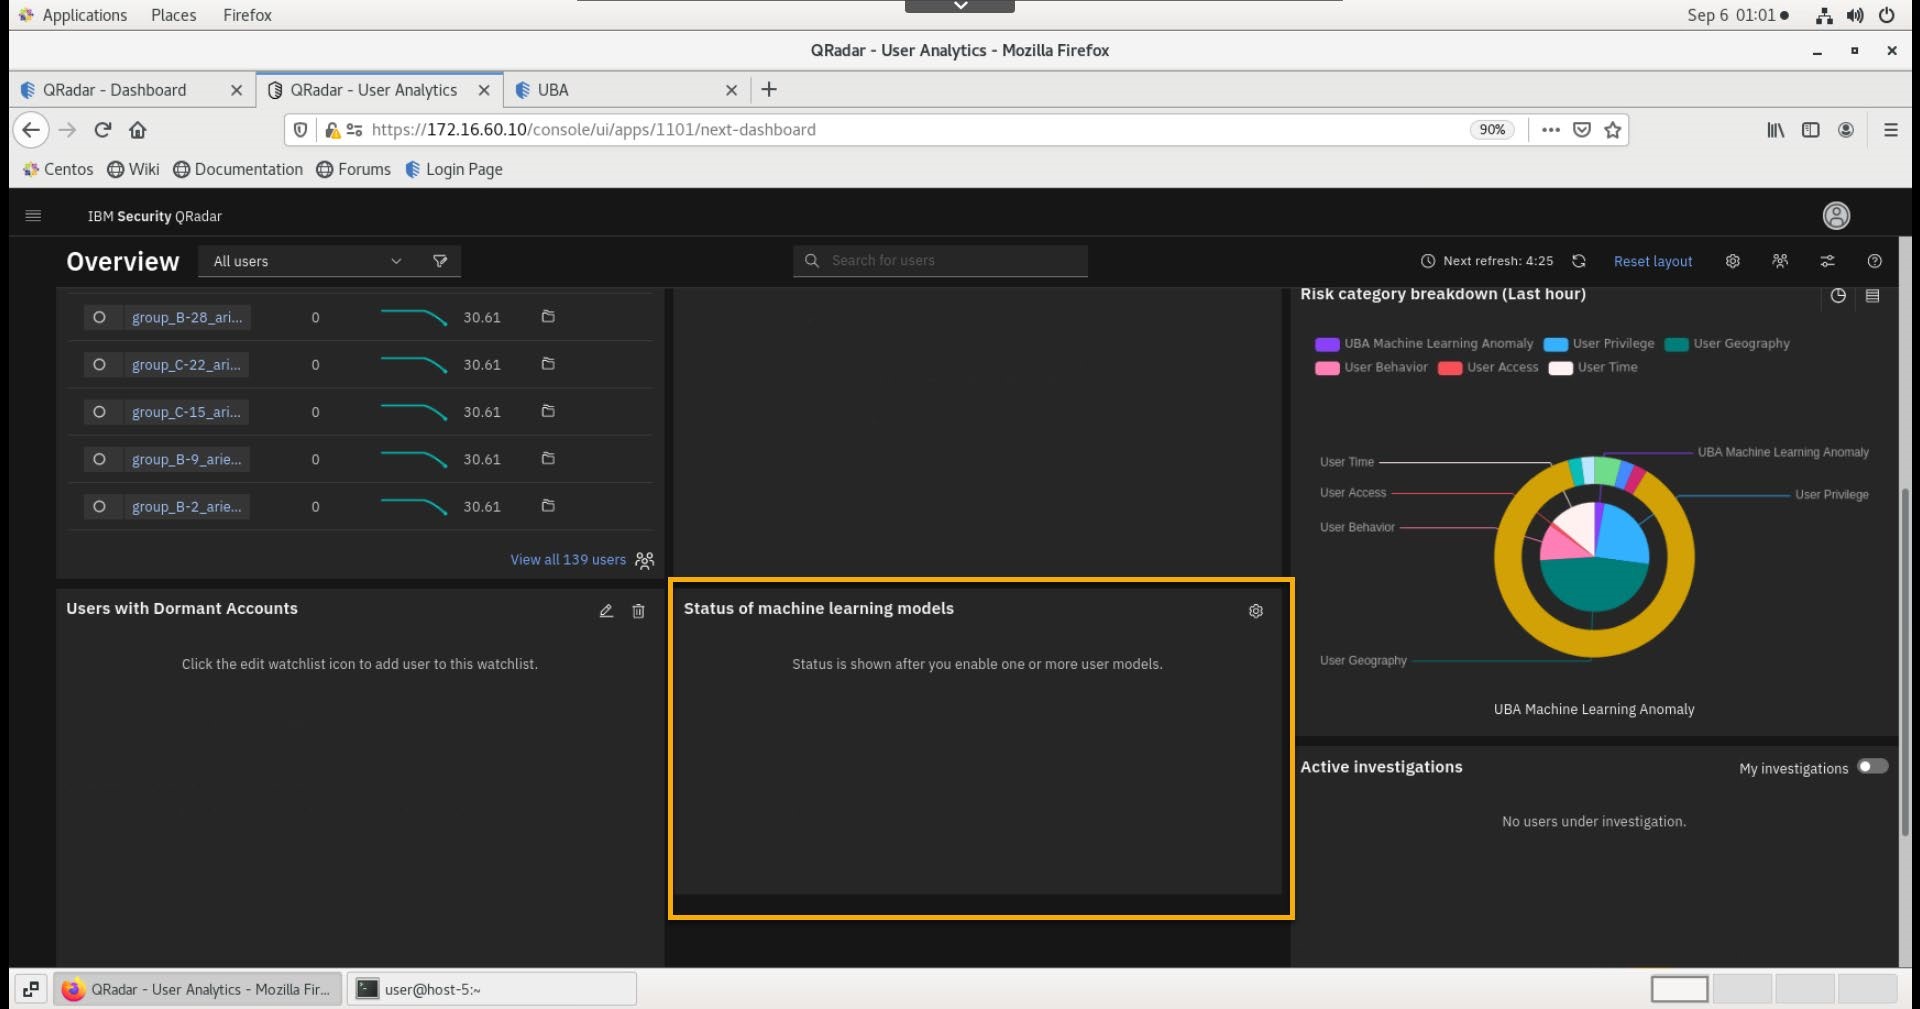 Applications Places Firefox Sep 6 01:01
QRadar - User Analytics - Mozilla Firefox
QRadar - Dashboard QRadar - User Analytics UBA
https://172.16.60.10/console/ui/apps/1101/next-dashboard 90%
Centos Wiki Documentation Forums Login Page
IBM Security QRadar
Overview All users Search for users Next refresh: 4:25 Reset layout
group_B-28_ari... 0 30.61
group_C-22_ari... 0 30.61
group_C-15_ari... 0 30.61
group_B-9_arie... 0 30.61
group_B-2_arie... 0 30.61
View all 139 users
Users with Dormant Accounts
Click the edit watchlist icon to add user to this watchlist.
Status of machine learning models
Status is shown after you enable one or more user models.
Risk category breakdown (Last hour)
UBA Machine Learning Anomaly User Privilege User Geography
User Behavior User Access User Time
User Time UBA Machine Learning Anomaly
User Access User Privilege
User Behavior
User Geography
UBA Machine Learning Anomaly
Active investigations My investigations
No users under investigation.
QRadar - User Analytics - Mozilla Fir... user@host-5:~